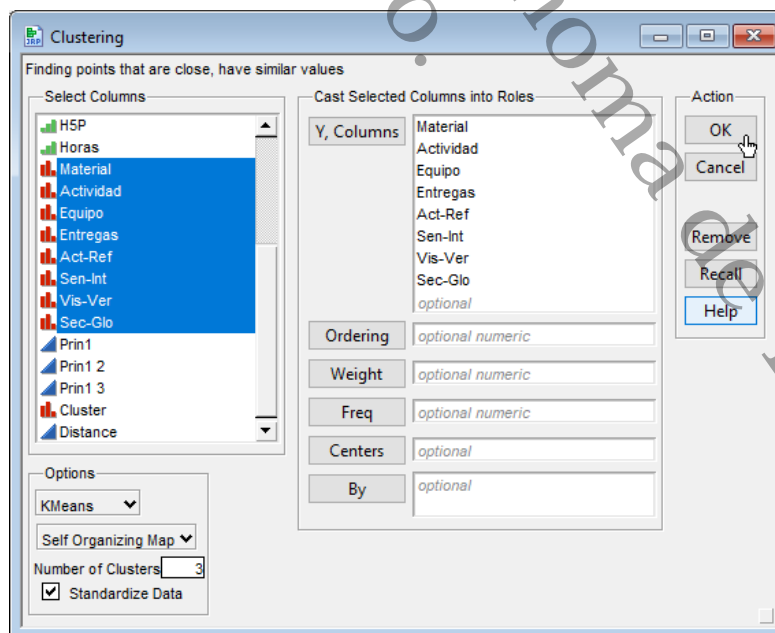 Clustering
Finding points that are close, have similar values
Select Columns
H5P
Horas
Material
Actividad
Equipo
Entregas
Act-Ref
Sen-Int
Vis-Ver
Sec-Glo
Prin1
Prin1 2
Prin1 3
Cluster
Distance
Options
KMeans
Self Organizing Map
Number of Clusters 3
Standardize Data
Cast Selected Columns into Roles
Y, Columns
Material
Actividad
Equipo
Entregas
Act-Ref
Sen-Int
Vis-Ver
Sec-Glo
optional
Ordering optional numeric
Weight optional numeric
Freq optional numeric
Centers optional
By optional
Action
OK
Cancel
Remove
Recall
Help
oma de
o.
JRP